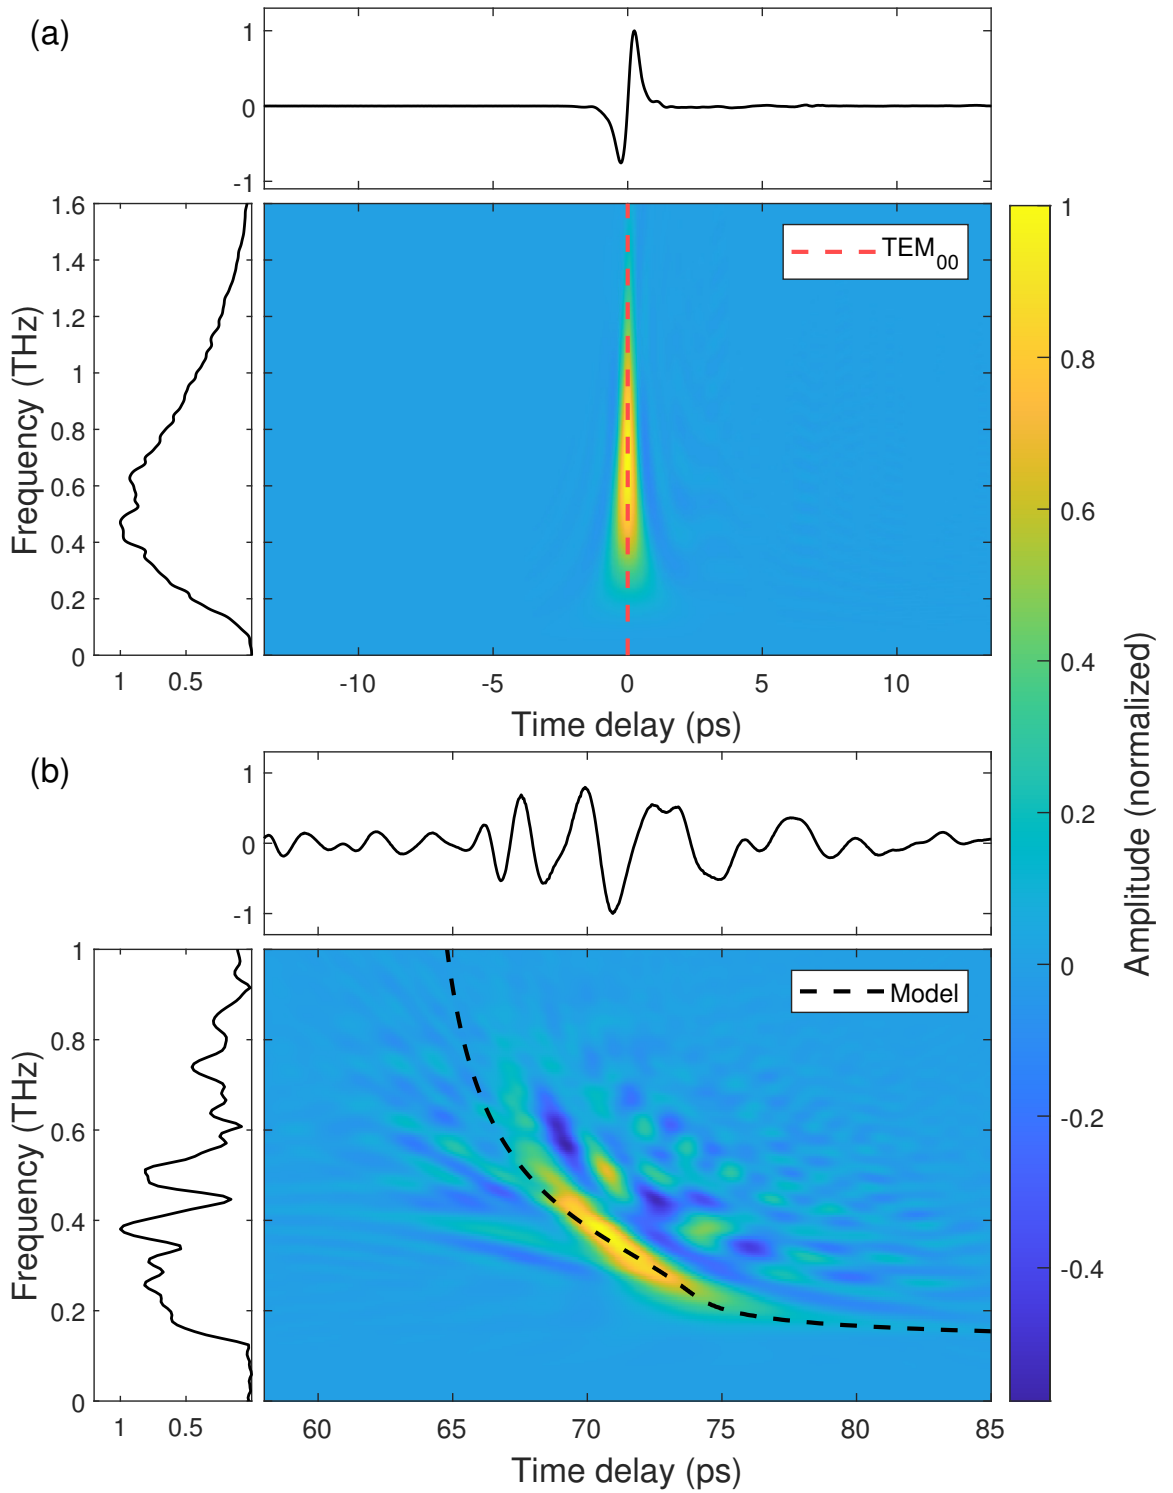 (a)
1
0
-1
1.6
1.4
1.2
1
0.8
0.6
0.4
0.2
0
Frequency (THz)
1 0.5
TEM00
-10 -5 0 5 10
Time delay (ps)
(b)
1
0
-1
1
0.8
0.6
0.4
0.2
0
Frequency (THz)
1 0.5
Model
60 65 70 75 80 85
Time delay (ps)
1
0.8
0.6
0.4
0.2
0
-0.2
-0.4
Amplitude (normalized)